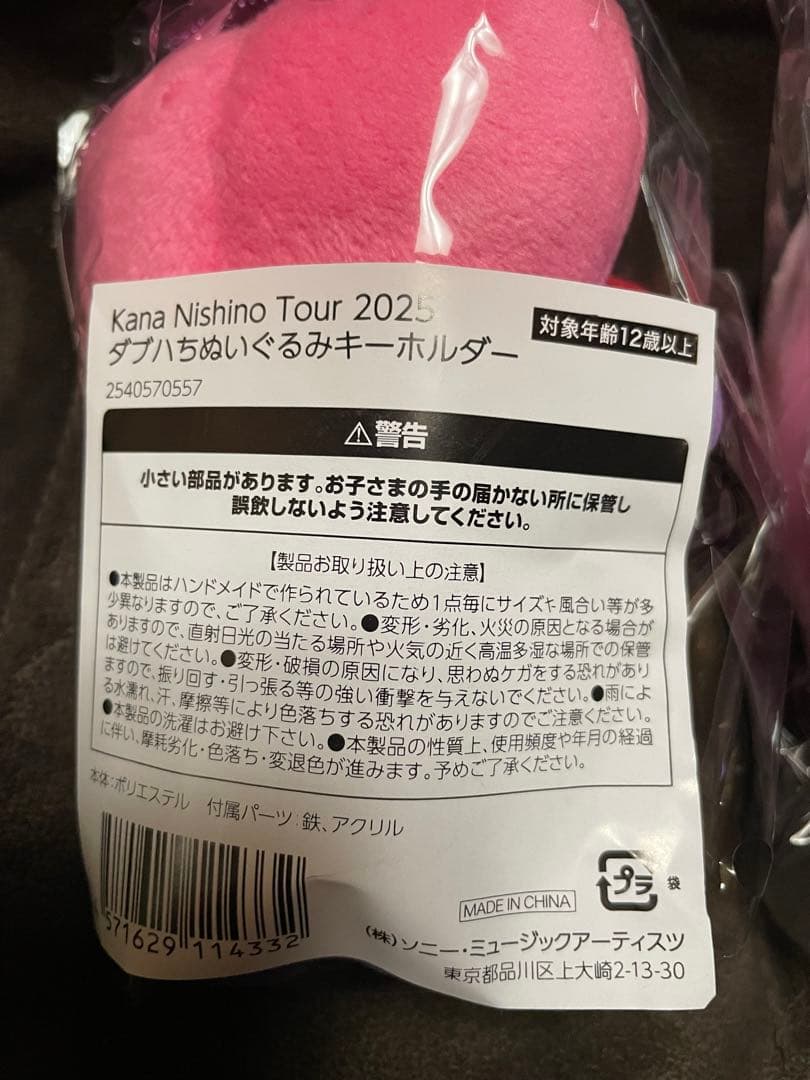 Kana Nishino Tour 2025
対象年齢12歳以上
ダブハちぬいぐるみキーホルダー
2540570557
⚠警告
小さい部品があります。お子さまの手の届かない所に保管し
誤飲しないよう注意してください。
【製品お取り扱い上の注意】
●本製品はハンドメイドで作られているため1点毎にサイズや風合い等が多
少異なりますので、ご了承ください。●変形・劣化、火災の原因となる場合が
ありますので、直射日光の当たる場所や火気の近く高温多湿な場所での保管
は避けてください。●変形・破損の原因になり、思わぬケガをする恐れがあり
ますので、振り回す・引っ張る等の強い衝撃を与えないでください。●雨によ
る水濡れ、汗、摩擦等により色落ちする恐れがありますのでご注意ください。
●本製品の洗濯はお避け下さい。●本製品の性質上、使用頻度や年月の経過
に伴い、摩耗劣化・色落ち・変退色が進みます。予めご了承ください。
本体:ポリエステル 付属パーツ:鉄、アクリル
571629 114332
プラ 袋
MADE IN CHINA
(株)ソニー・ミュージックアーティスツ
東京都品川区上大崎2-13-30